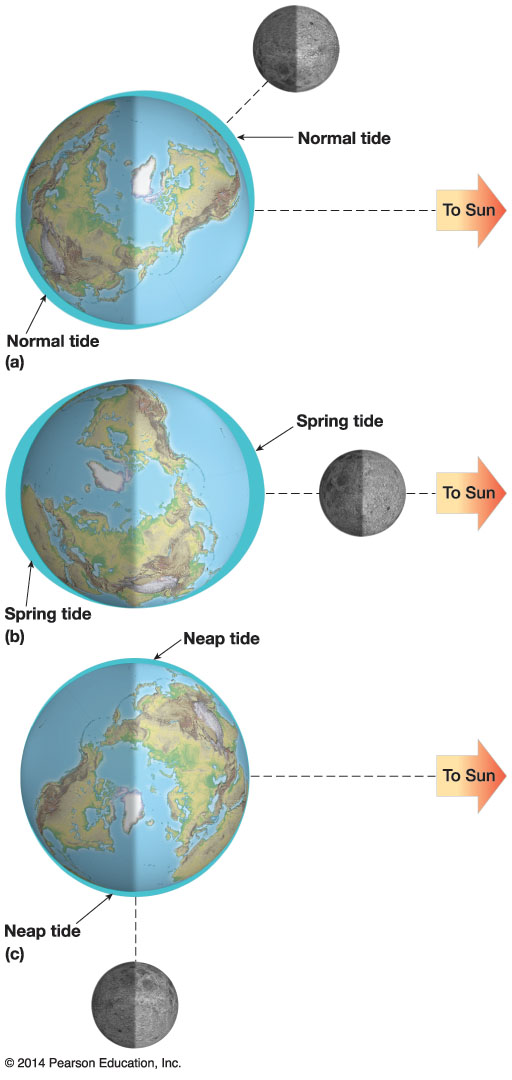 Normal tide
To Sun
Normal tide
(a)
Spring tide
To Sun
Spring tide
(b)
Neap tide
To Sun
Neap tide
(c)
© 2014 Pearson Education, Inc.